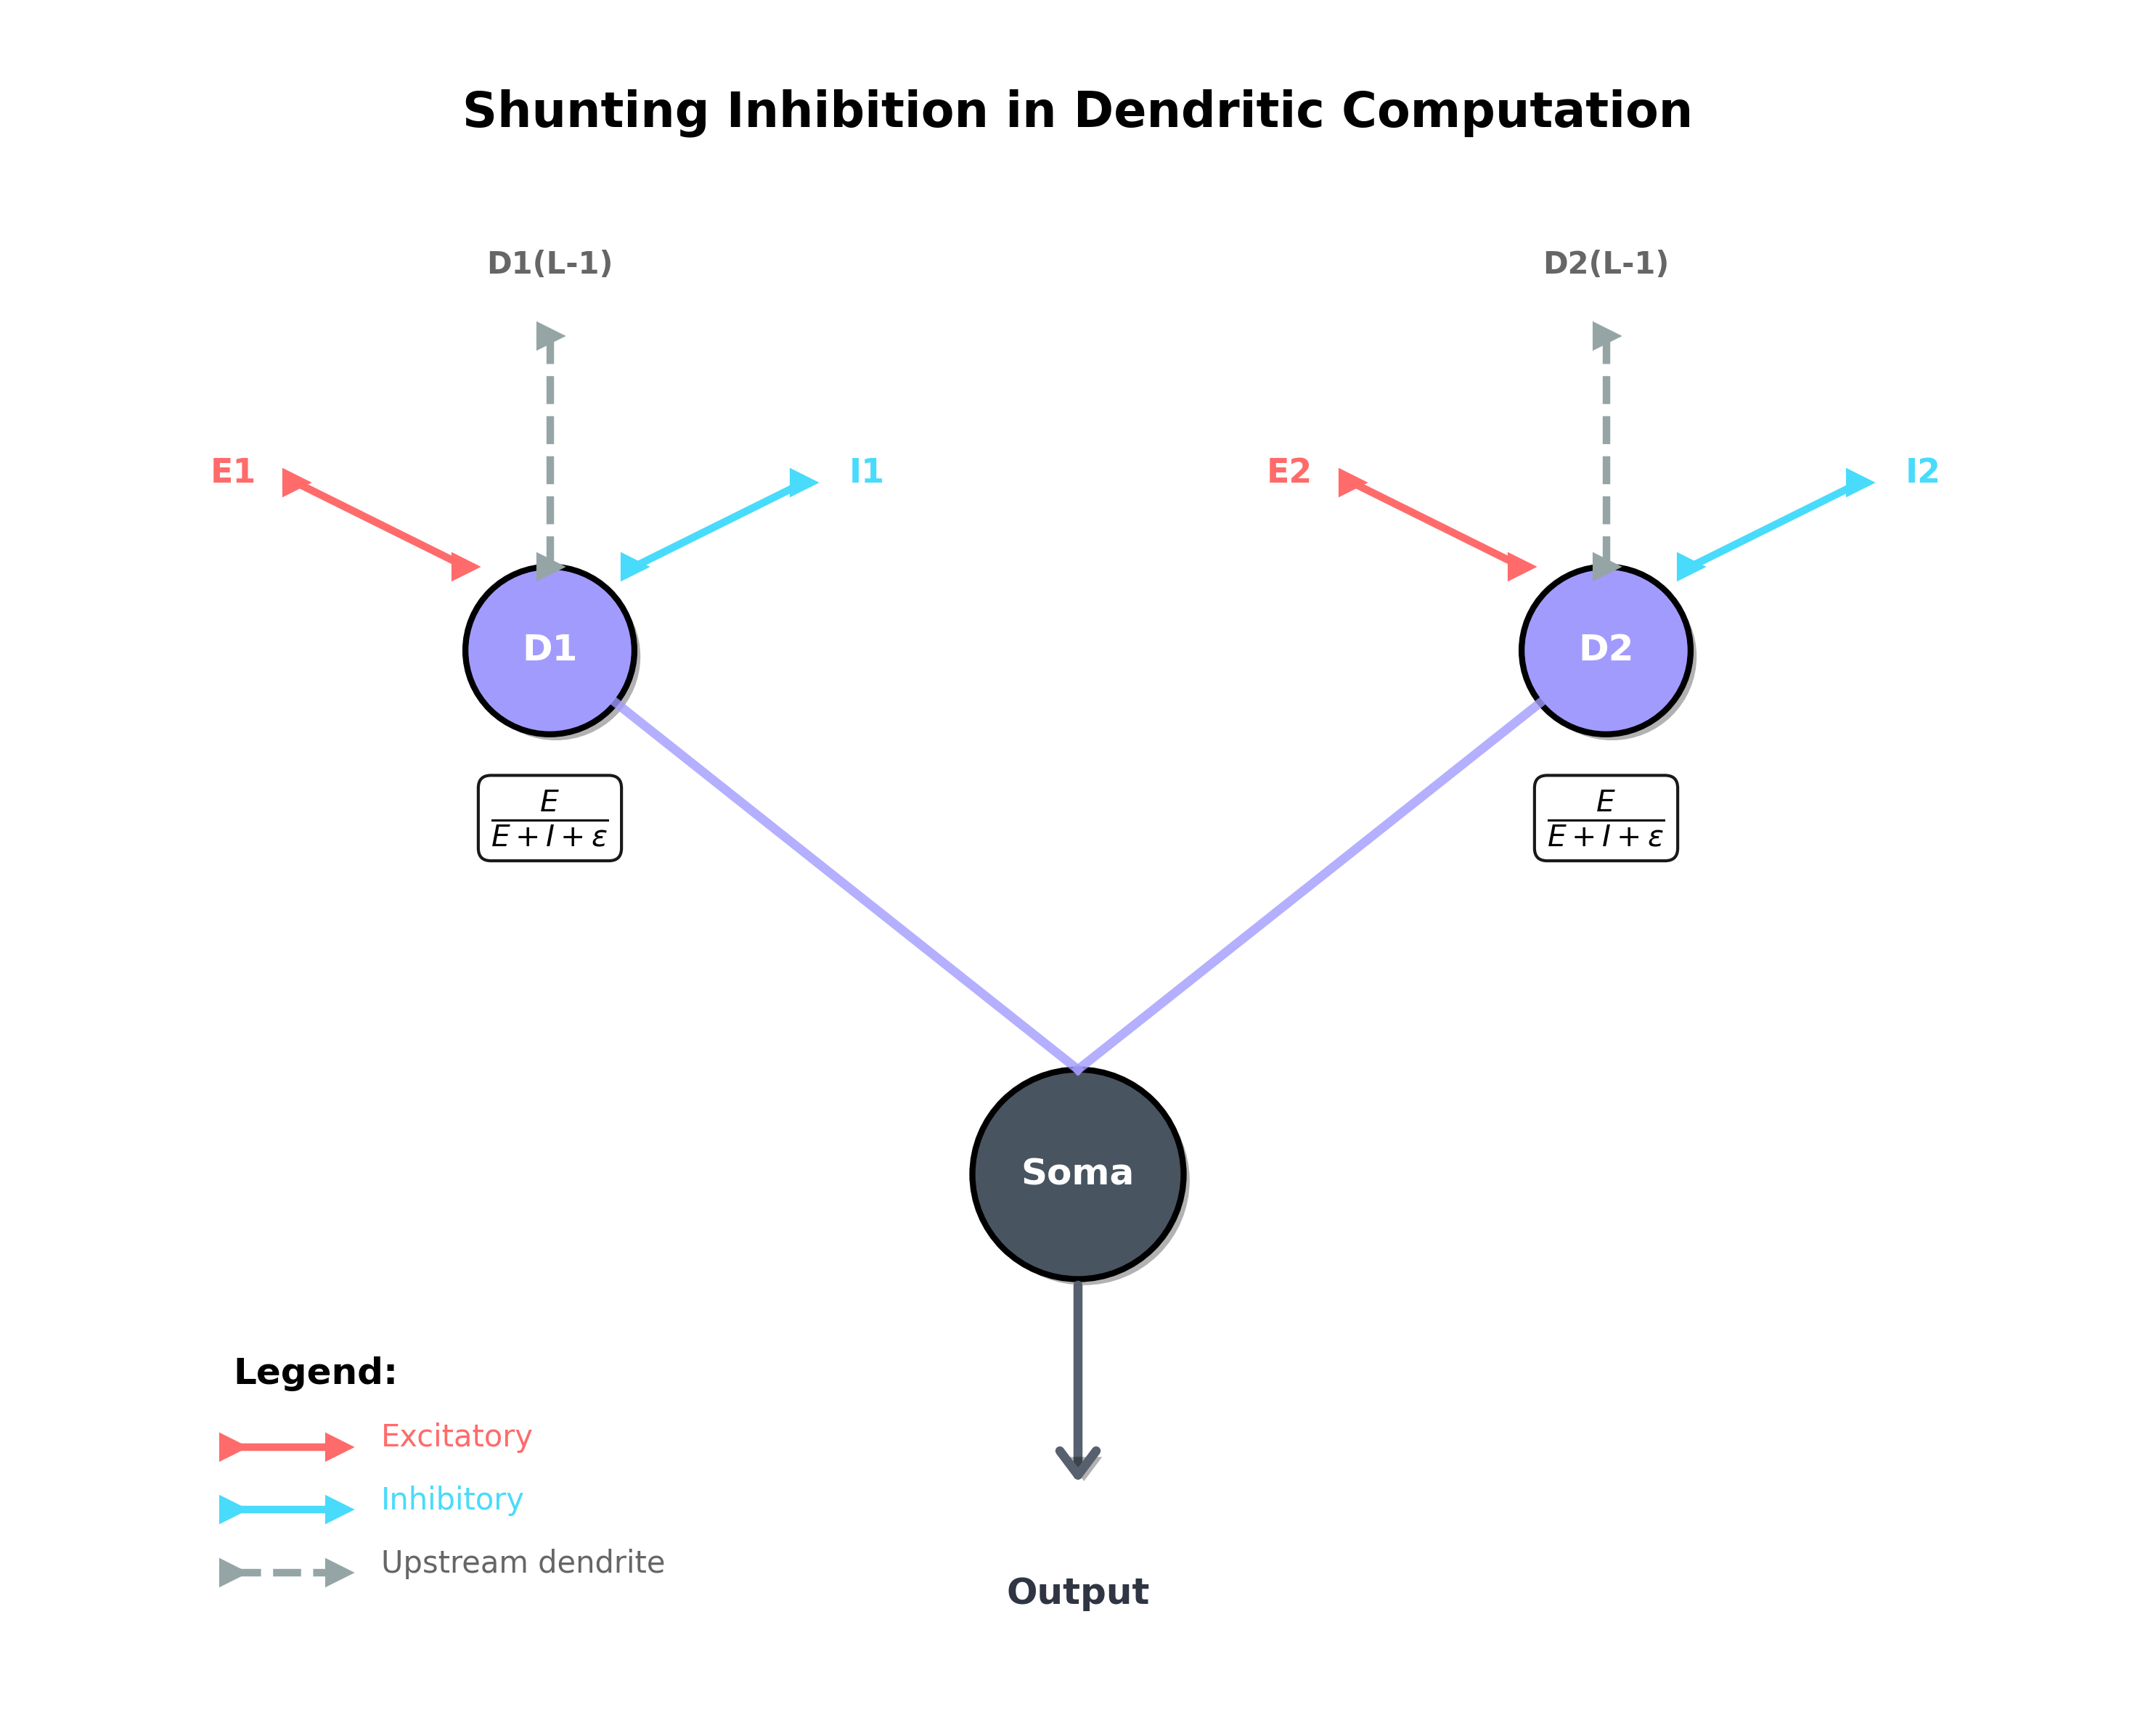 Shunting Inhibition in Dendritic Computation
D1(L-1)
D2(L-1)
E1
I1
E2
I2
D1
D2
E
E + I + ε
E
E + I + ε
Soma
Legend:
Excitatory
Inhibitory
Upstream dendrite
Output